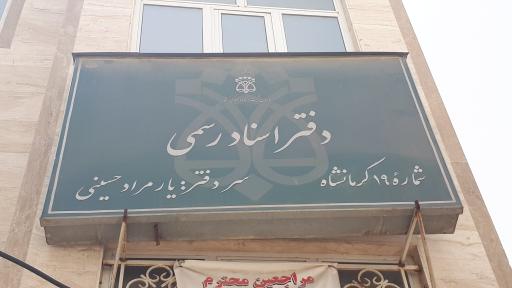 دفتر اسناد رسمی
شماره ۱۹ کرمانشاه
سردفتر: یارمراد حسینی
مراجعین محترم